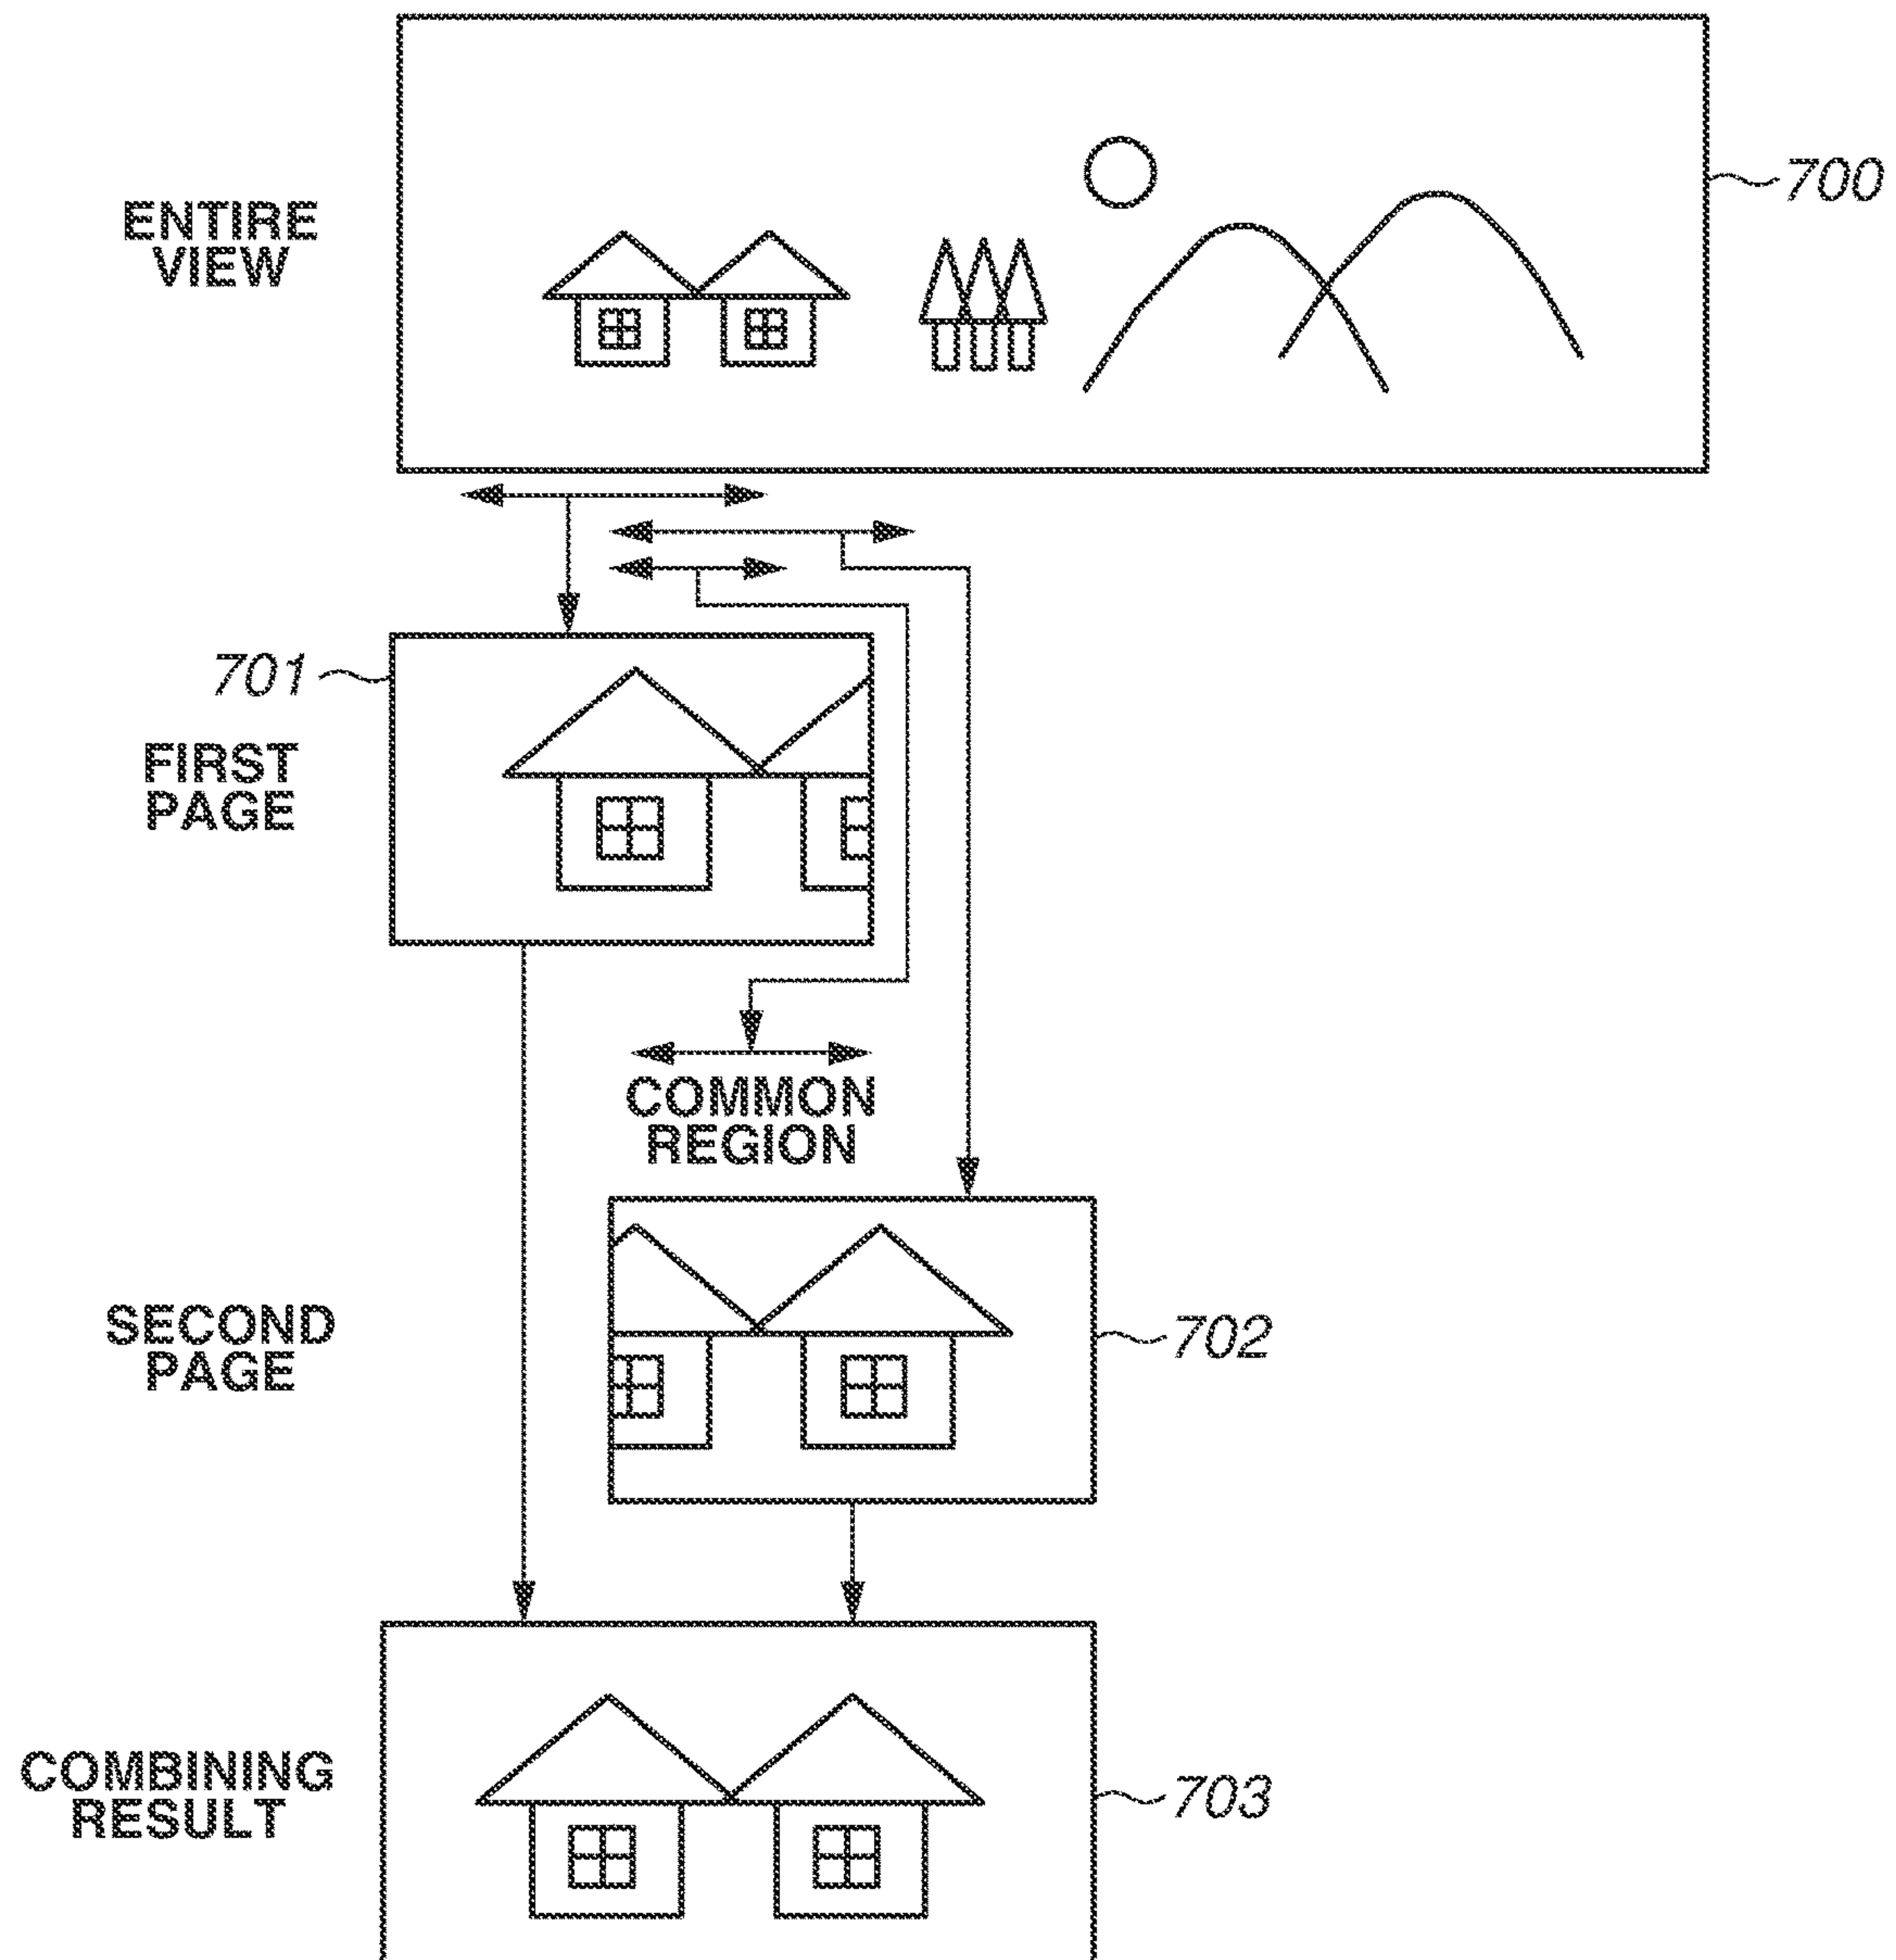 ENTIRE
VIEW
700
701
FIRST
PAGE
COMMON
REGION
SECOND
PAGE
702
COMBINING
RESULT
703